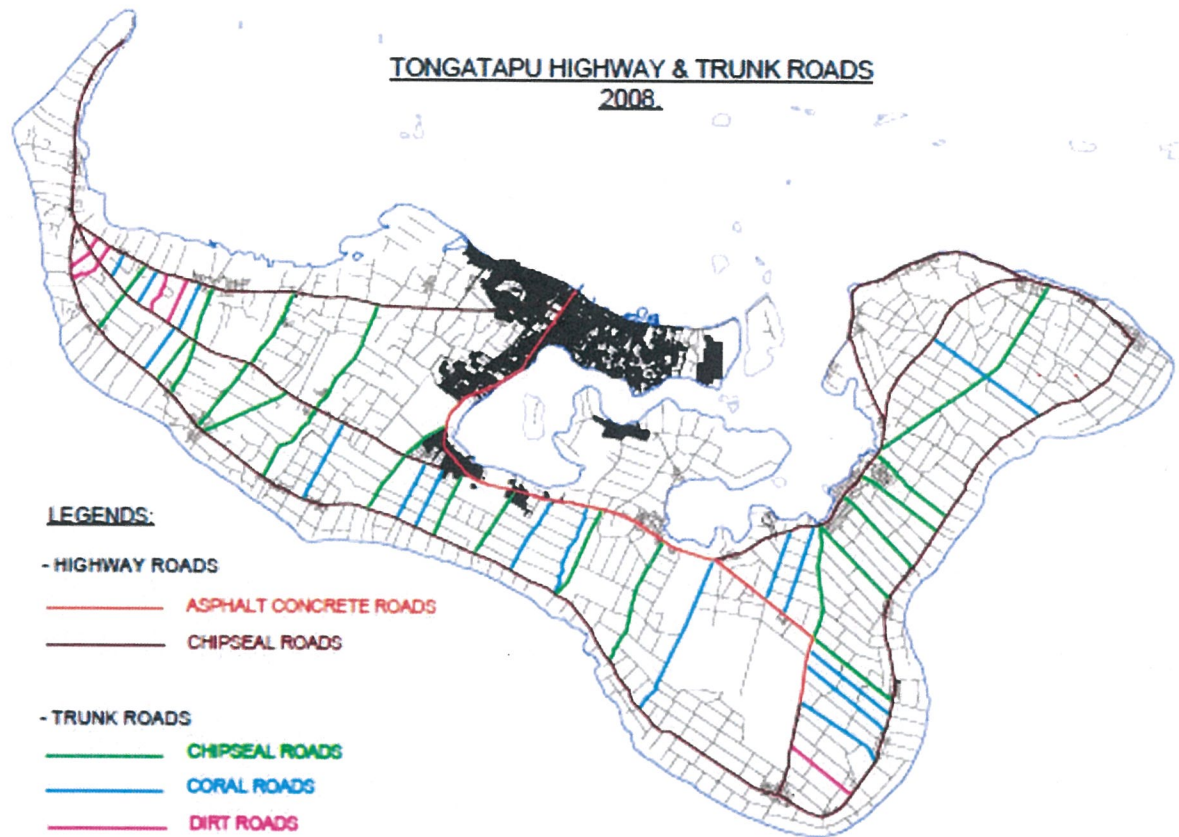 TONGATAPU HIGHWAY & TRUNK ROADS
2008.
LEGENDS:
- HIGHWAY ROADS
ASPHALT CONCRETE ROADS
CHIPSEAL ROADS
- TRUNK ROADS
CHIPSEAL ROADS
CORAL ROADS
DIRT ROADS